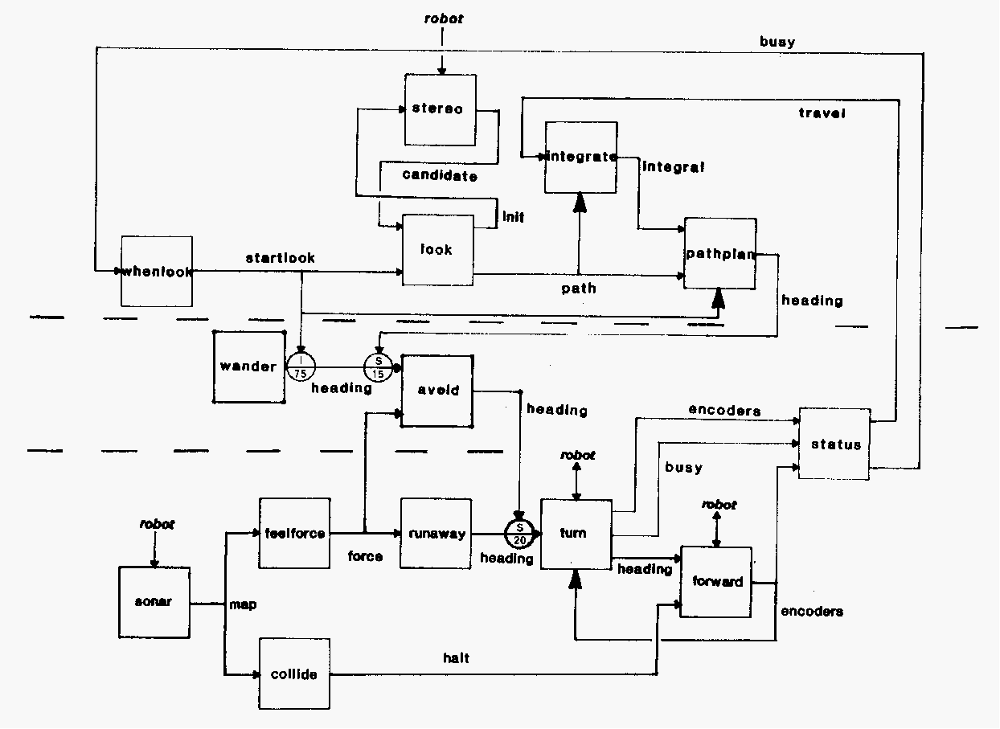 robot
busy
stereo
travel
integrate
integral
candidate
init
look
pathplan
startlook
whenlook
path
heading
wander
I
75
S
15
heading
avoid
heading
encoders
status
busy
robot
robot
robot
feelforce
runaway
S
20
turn
force
heading
heading
forward
sonar
map
encoders
halt
collide